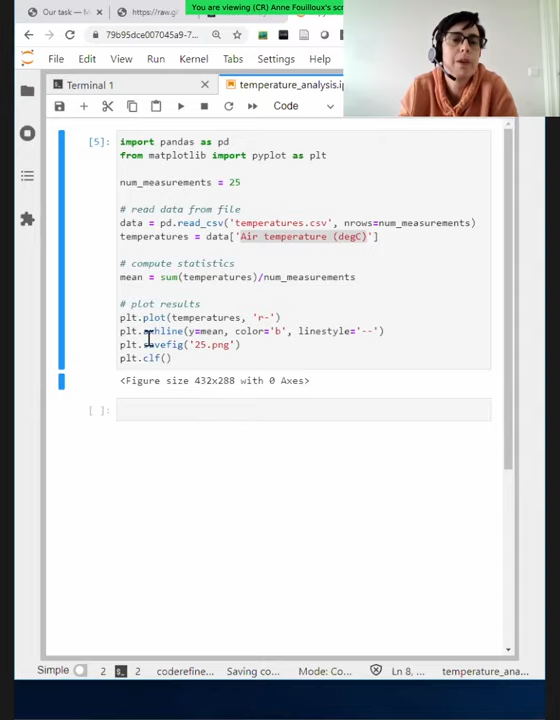 You are viewing (CR) Anne Fouilloux's scr
Our task — M
https://raw.gi
79b95dce007045a9-7
File Edit View Run Kernel Tabs Settings Help
Terminal 1
temperature_analysis.ip
Code
[5]:
import pandas as pd
from matplotlib import pyplot as plt
num_measurements = 25
# read data from file
data = pd.read_csv('temperatures.csv', nrows=num_measurements)
temperatures = data['Air temperature (degC)']
# compute statistics
mean = sum(temperatures)/num_measurements
# plot results
plt.plot(temperatures, 'r-')
plt.axhline(y=mean, color='b', linestyle='--')
plt.savefig('25.png')
plt.clf()
<Figure size 432x288 with 0 Axes>
[ ]:
Simple 2 2 coderefine... Saving co... Mode: Co... Ln 8, ... temperature_ana...